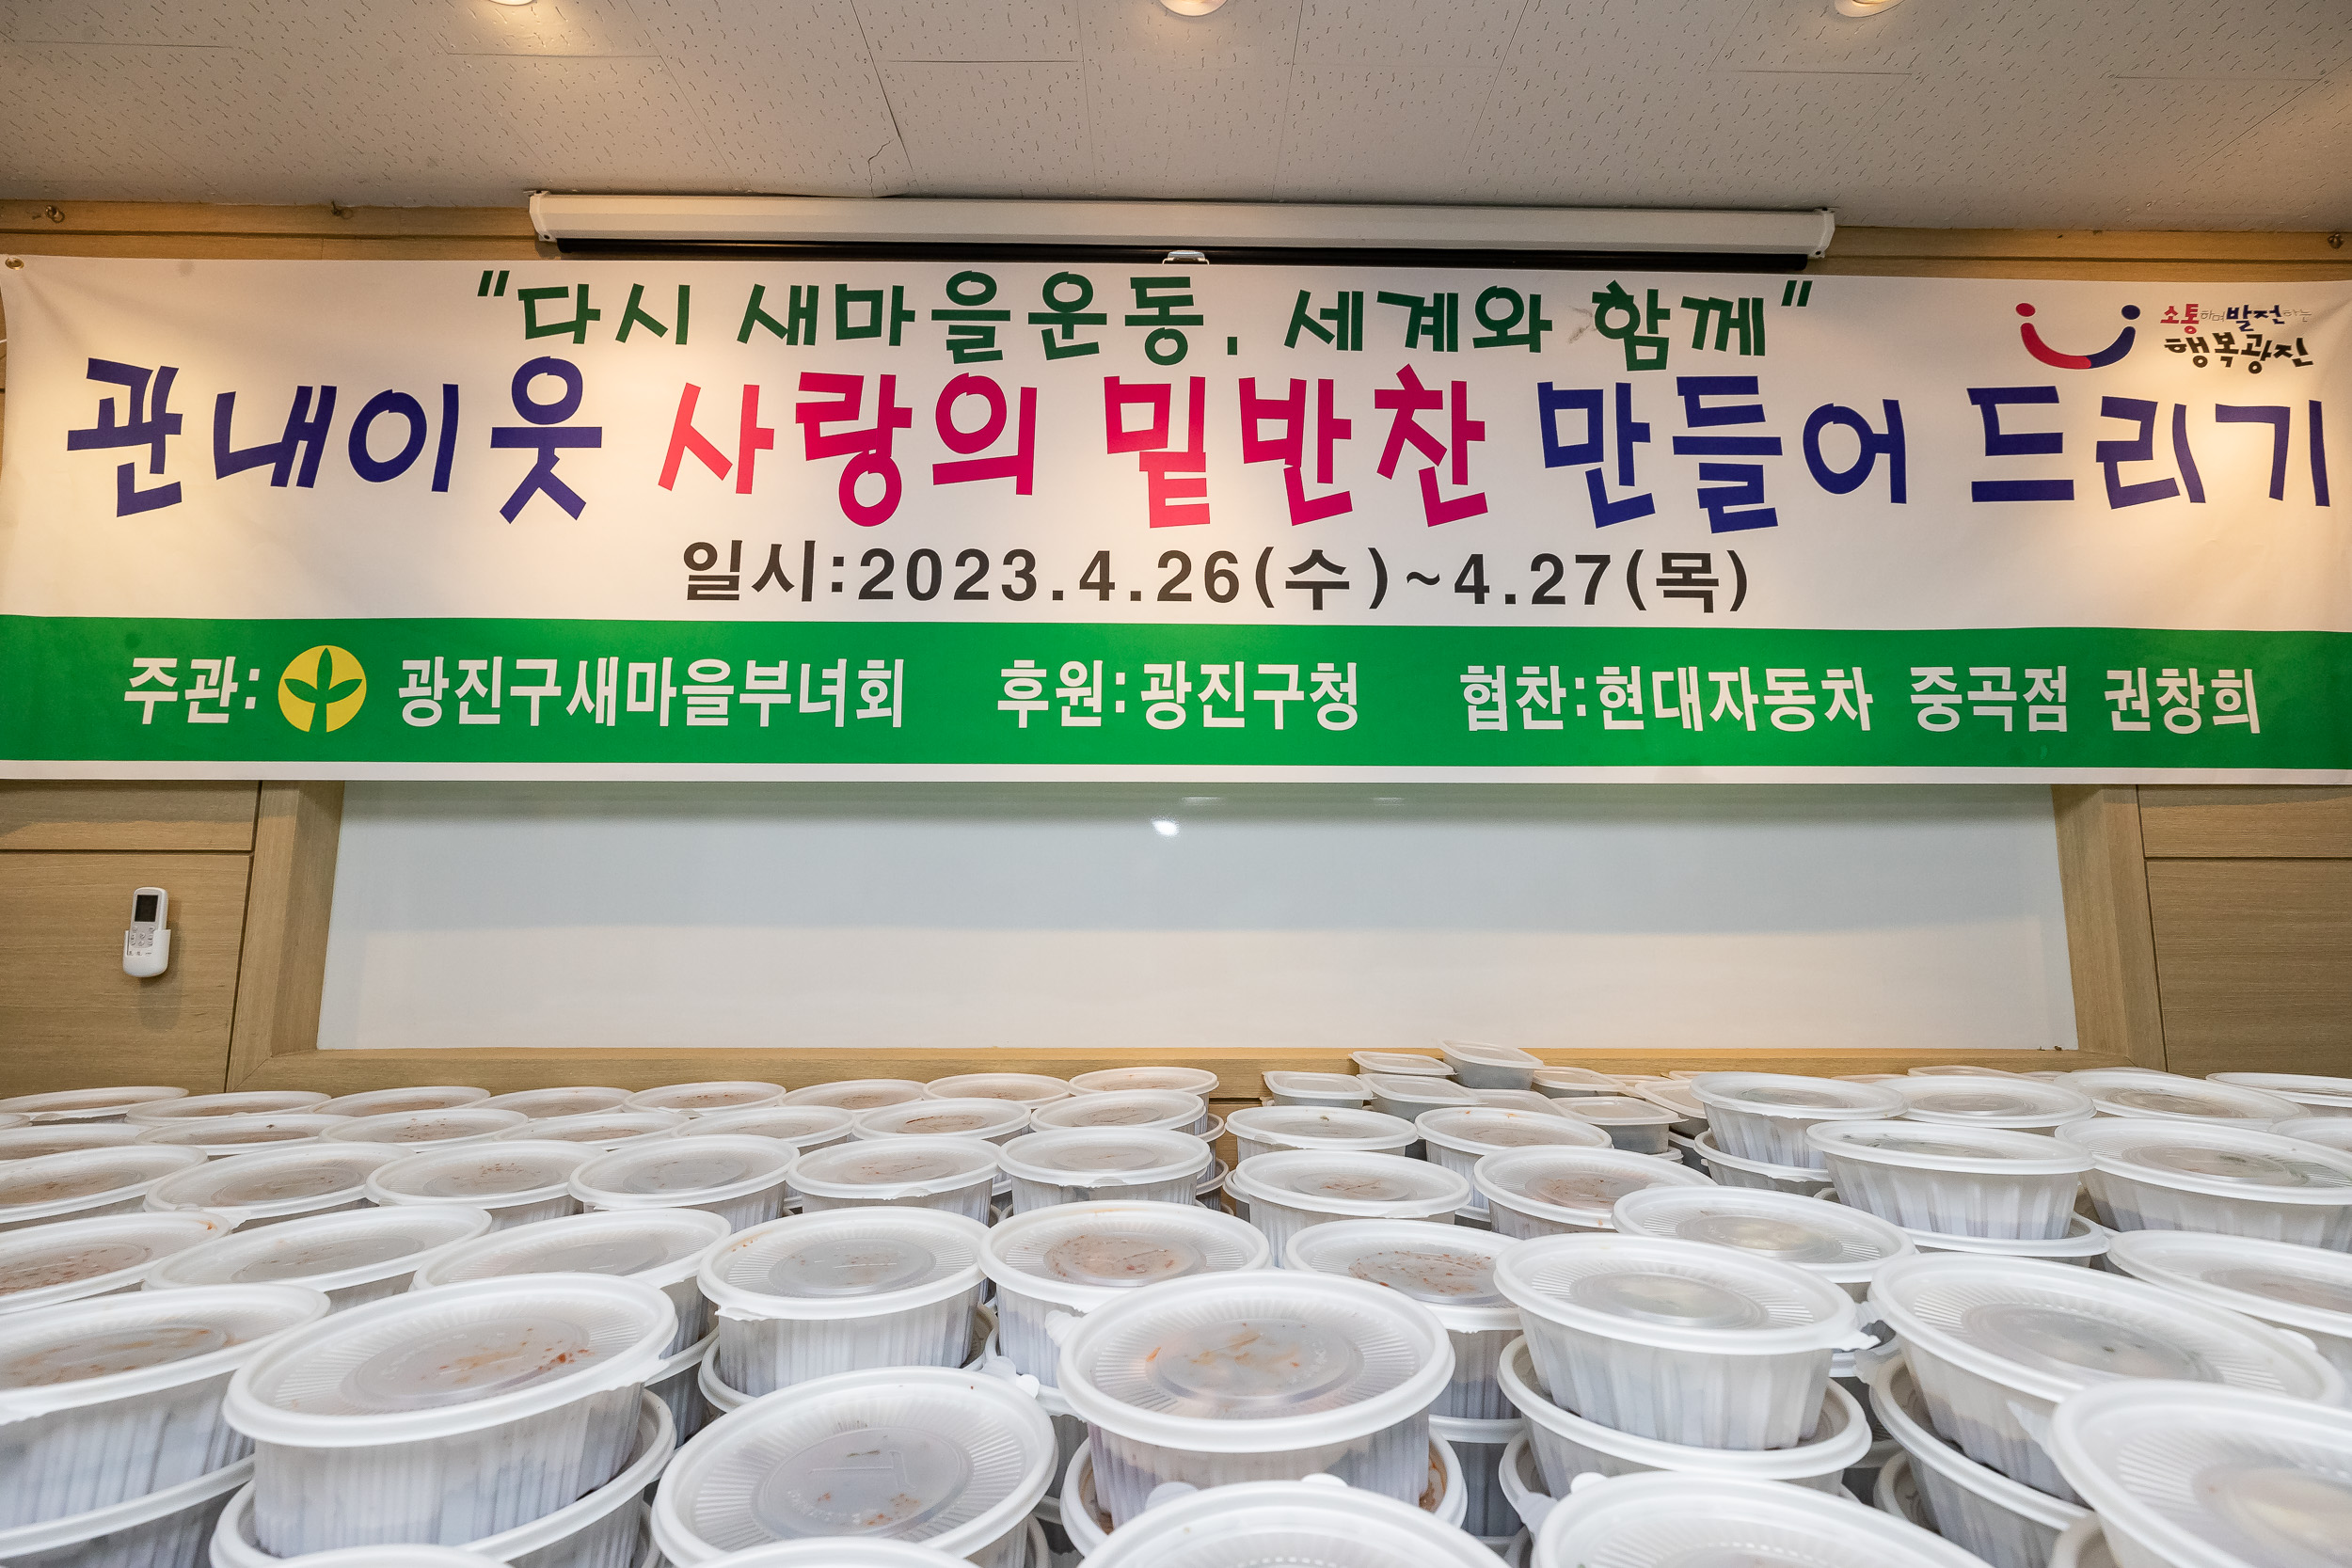 "다시 새마을운동, 세계와 함께"
소통하며 발전하는
행복광진
관내이웃 사랑의 밑반찬 만들어 드리기
일시:2023.4.26(수)~4.27(목)
주관: 광진구새마을부녀회 후원:광진구청 협찬:현대자동차 중곡점 권창희